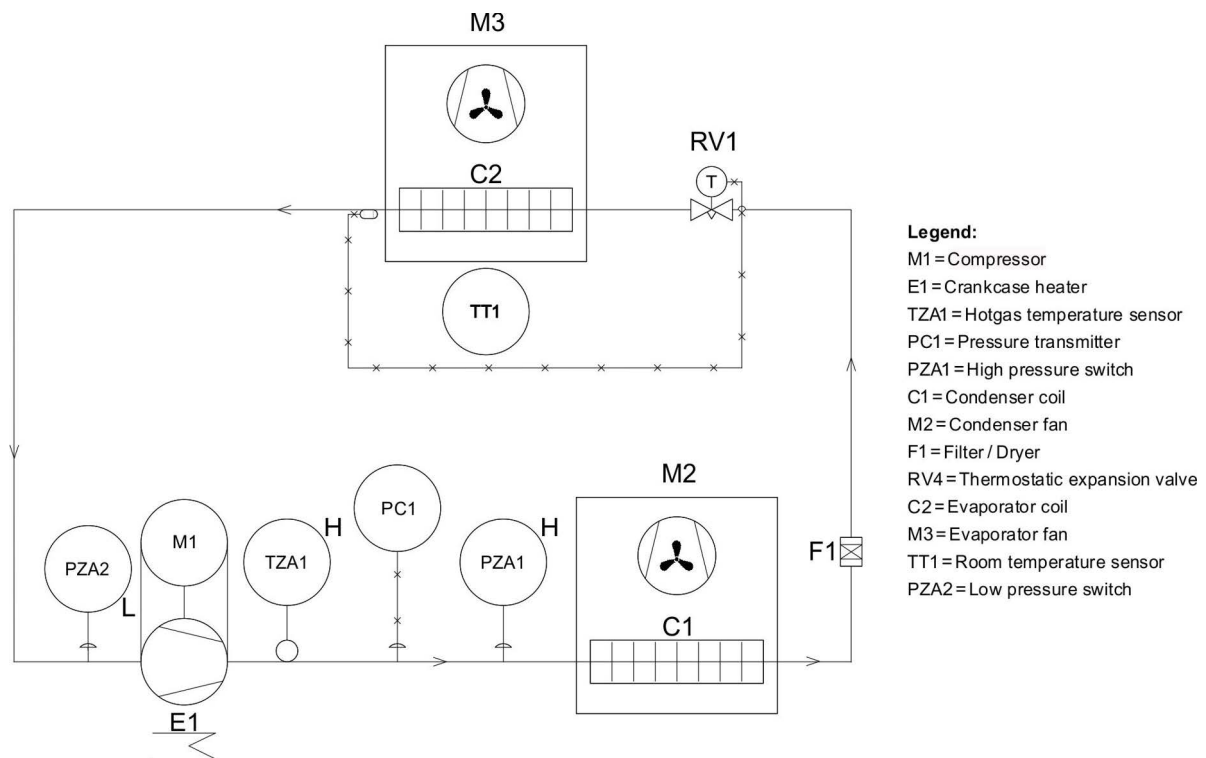 M3
C2
RV1
T
TT1
Legend:
M1=Compressor
E1=Crankcase heater
TZA1=Hotgas temperature sensor
PC1=Pressure transmitter
PZA1=High pressure switch
C1=Condenser coil
M2=Condenser fan
F1=Filter / Dryer
RV4=Thermostatic expansion valve
C2=Evaporator coil
M3=Evaporator fan
TT1=Room temperature sensor
PZA2=Low pressure switch
PZA2
L
M1
E1
TZA1
H
PC1
PZA1
H
M2
C1
F1